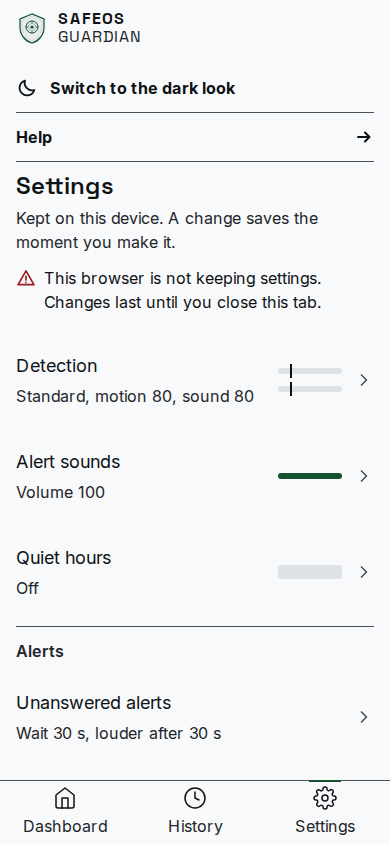 SAFEOS
GUARDIAN
Switch to the dark look
Help
Settings
Kept on this device. A change saves the
moment you make it.
This browser is not keeping settings.
Changes last until you close this tab.
Detection
Standard, motion 80, sound 80
Alert sounds
Volume 100
Quiet hours
Off
Alerts
Unanswered alerts
Wait 30 s, louder after 30 s
Dashboard
History
Settings